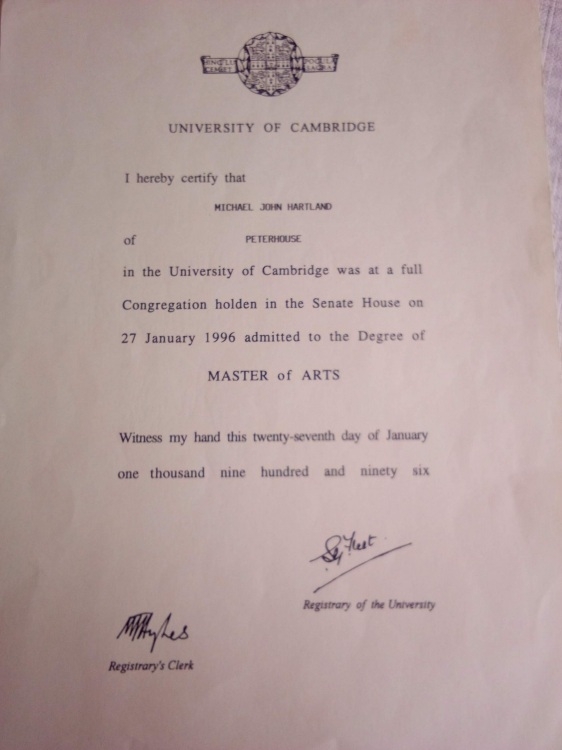 UNIVERSITY OF CAMBRIDGE
I hereby certify that
MICHAEL JOHN HARTLAND
of PETERHOUSE
in the University of Cambridge was at a full
Congregation holden in the Senate House on
27 January 1996 admitted to the Degree of
MASTER of ARTS
Witness my hand this twenty-seventh day of January
one thousand nine hundred and ninety six
Registrary of the University
Registrary's Clerk